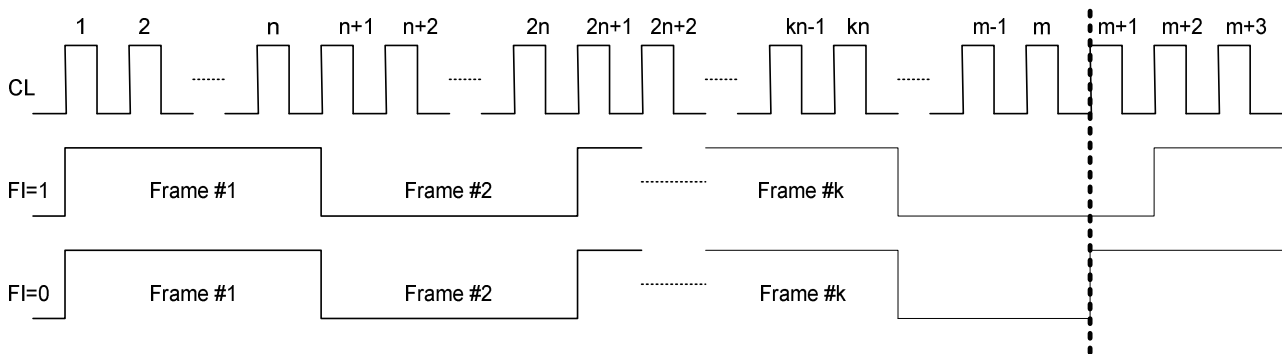 1 2 n n+1 n+2 2n 2n+1 2n+2 kn-1 kn m-1 m m+1 m+2 m+3
CL
FI=1 Frame #1 Frame #2 Frame #k
FI=0 Frame #1 Frame #2 Frame #k